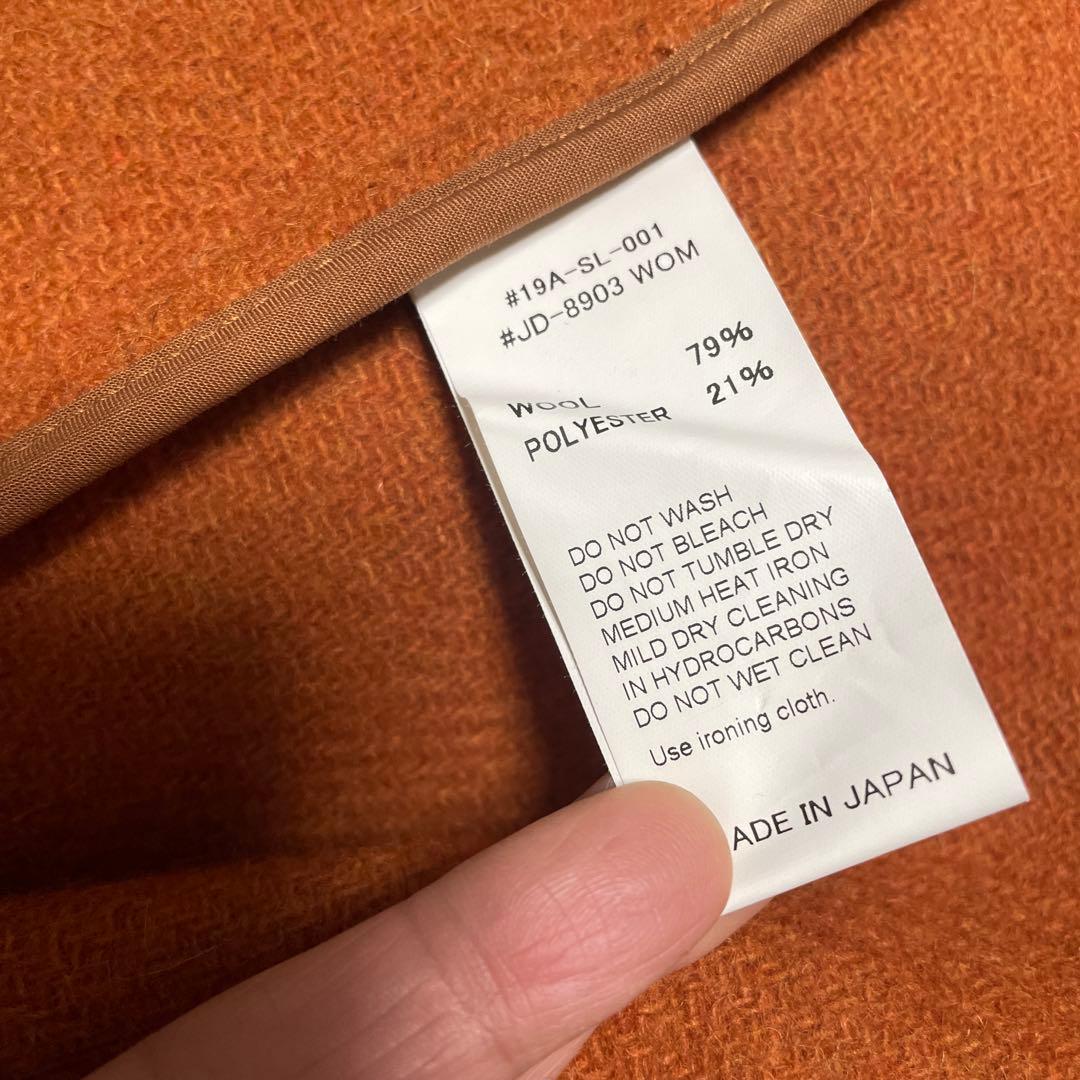 #19A-SL-001
#JD-8903 WOM
WOOL 79%
POLYESTER 21%
DO NOT WASH
DO NOT BLEACH
DO NOT TUMBLE DRY
MEDIUM HEAT IRON
MILD DRY CLEANING
IN HYDROCARBONS
DO NOT WET CLEAN
Use ironing cloth.
ADE IN JAPAN